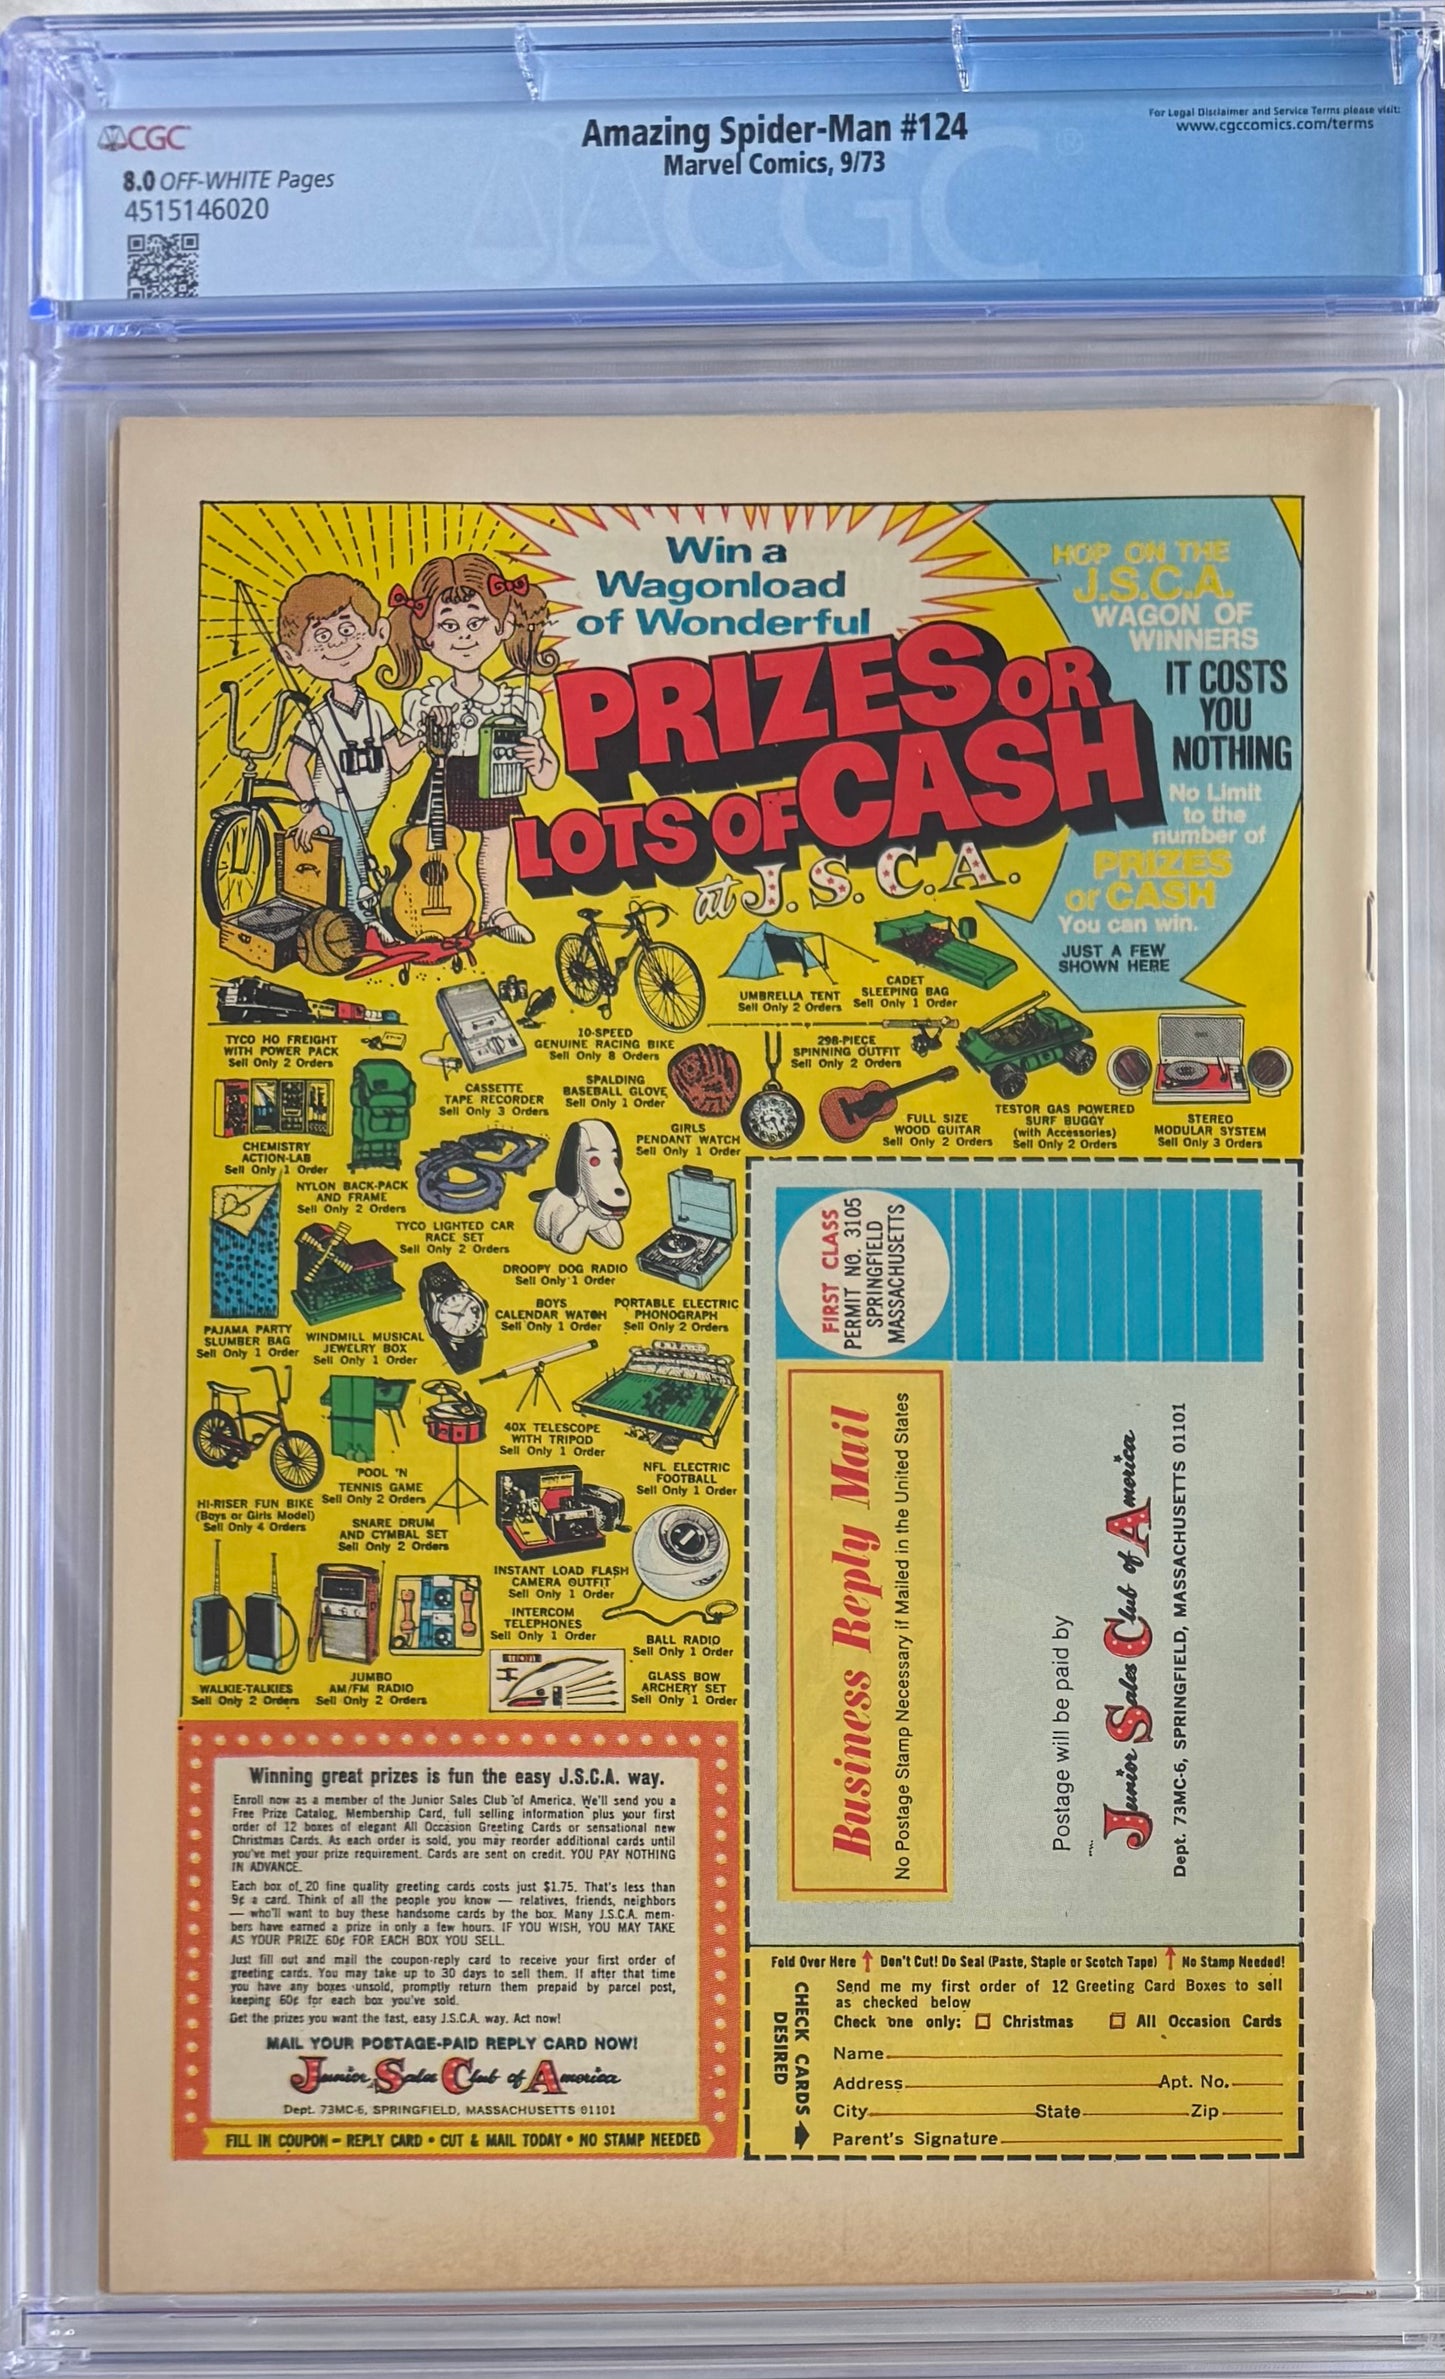 CGC
8.0 OFF-WHITE Pages
4515146020
Amazing Spider-Man #124
Marvel Comics, 9/73
For Legal Disclaimer and Service Terms please visit:
www.cgccomics.com/terms
CGC
Win a
Wagonload
of Wonderful
PRIZES OR
LOTS OF CASH
at J.S.C.A.
HOP ON THE
J.S.C.A.
WAGON OF
WINNERS
IT COSTS
YOU
NOTHING
No Limit
to the
number of
PRIZES
or CASH
You can win.
JUST A FEW
SHOWN HERE
TYCO HO FREIGHT
WITH POWER PACK
Sell Only 2 Orders
CASSETTE
TAPE RECORDER
Sell Only 3 Orders
10-SPEED
GENUINE RACING BIKE
Sell Only 8 Orders
UMBRELLA TENT
Sell Only 2 Orders
CADET
SLEEPING BAG
Sell Only 1 Order
SPALDING
BASEBALL GLOVE
Sell Only 1 Order
298-PIECE
SPINNING OUTFIT
Sell Only 2 Orders
GIRLS
PENDANT WATCH
Sell Only 1 Order
FULL SIZE
WOOD GUITAR
Sell Only 2 Orders
TESTOR GAS POWERED
SURF BUGGY
(with Accessories)
Sell Only 2 Orders
STEREO
MODULAR SYSTEM
Sell Only 3 Orders
CHEMISTRY
ACTION-LAB
Sell Only 1 Order
NYLON BACK-PACK
AND FRAME
Sell Only 2 Orders
TYCO LIGHTED CAR
RACE SET
Sell Only 2 Orders
DROOPY DOG RADIO
Sell Only 1 Order
PAJAMA PARTY
SLUMBER BAG
Sell Only 1 Order
WINDMILL MUSICAL
JEWELRY BOX
Sell Only 1 Order
BOYS
CALENDAR WATCH
Sell Only 1 Order
PORTABLE ELECTRIC
PHONOGRAPH
Sell Only 2 Orders
HI-RISER FUN BIKE
(Boys or Girls Model)
Sell Only 4 Orders
POOL 'N
TENNIS GAME
Sell Only 2 Orders
SNARE DRUM
AND CYMBAL SET
Sell Only 2 Orders
40X TELESCOPE
WITH TRIPOD
Sell Only 1 Order
NFL ELECTRIC
FOOTBALL
Sell Only 1 Order
INSTANT LOAD FLASH
CAMERA OUTFIT
Sell Only 1 Order
INTERCOM
TELEPHONES
Sell Only 1 Order
BALL RADIO
Sell Only 1 Order
WALKIE-TALKIES
Sell Only 2 Orders
JUMBO
AM/FM RADIO
Sell Only 2 Orders
GLASS BOW
ARCHERY SET
Sell Only 1 Order
FIRST CLASS
PERMIT NO. 3105
SPRINGFIELD
MASSACHUSETTS
Business Reply Mail
No Postage Stamp Necessary if Mailed in the United States
Postage will be paid by
Junior Sales Club of America
Dept. 73MC-6, SPRINGFIELD, MASSACHUSETTS 01101
Winning great prizes is fun the easy J.S.C.A. way.
Enroll now as a member of the Junior Sales Club of America. We'll send you a
Free Prize Catalog, Membership Card, full selling information plus your first
order of 12 boxes of elegant All Occasion Greeting Cards or sensational new
Christmas Cards. As each order is sold, you may reorder additional cards until
you've met your prize requirement. Cards are sent on credit. YOU PAY NOTHING
IN ADVANCE.
Each box of 20 fine quality greeting cards costs just $1.75. That's less than
9¢ a card. Think of all the people you know — relatives, friends, neighbors
— who'll want to buy these handsome cards by the box. Many J.S.C.A. mem-
bers have earned a prize in only a few hours. IF YOU WISH, YOU MAY TAKE
AS YOUR PRIZE 60¢ FOR EACH BOX YOU SELL.
Just fill out and mail the coupon-reply card to receive your first order of
greeting cards. You may take up to 30 days to sell them. If after that time
you have any boxes unsold, promptly return them prepaid by parcel post,
keeping 60¢ for each box you've sold.
Get the prizes you want the fast, easy J.S.C.A. way. Act now!
MAIL YOUR POSTAGE-PAID REPLY CARD NOW!
Junior Sales Club of America
Dept. 73MC-6, SPRINGFIELD, MASSACHUSETTS 01101
FILL IN COUPON - REPLY CARD • CUT & MAIL TODAY • NO STAMP NEEDED
Fold Over Here ↑ Don't Cut! Do Seal (Paste, Staple or Scotch Tape) ↑ No Stamp Needed!
CHECK CARDS
DESIRED
Send me my first order of 12 Greeting Card Boxes to sell
as checked below
Check one only: □ Christmas □ All Occasion Cards
Name
Address Apt. No.
City State Zip
Parent's Signature